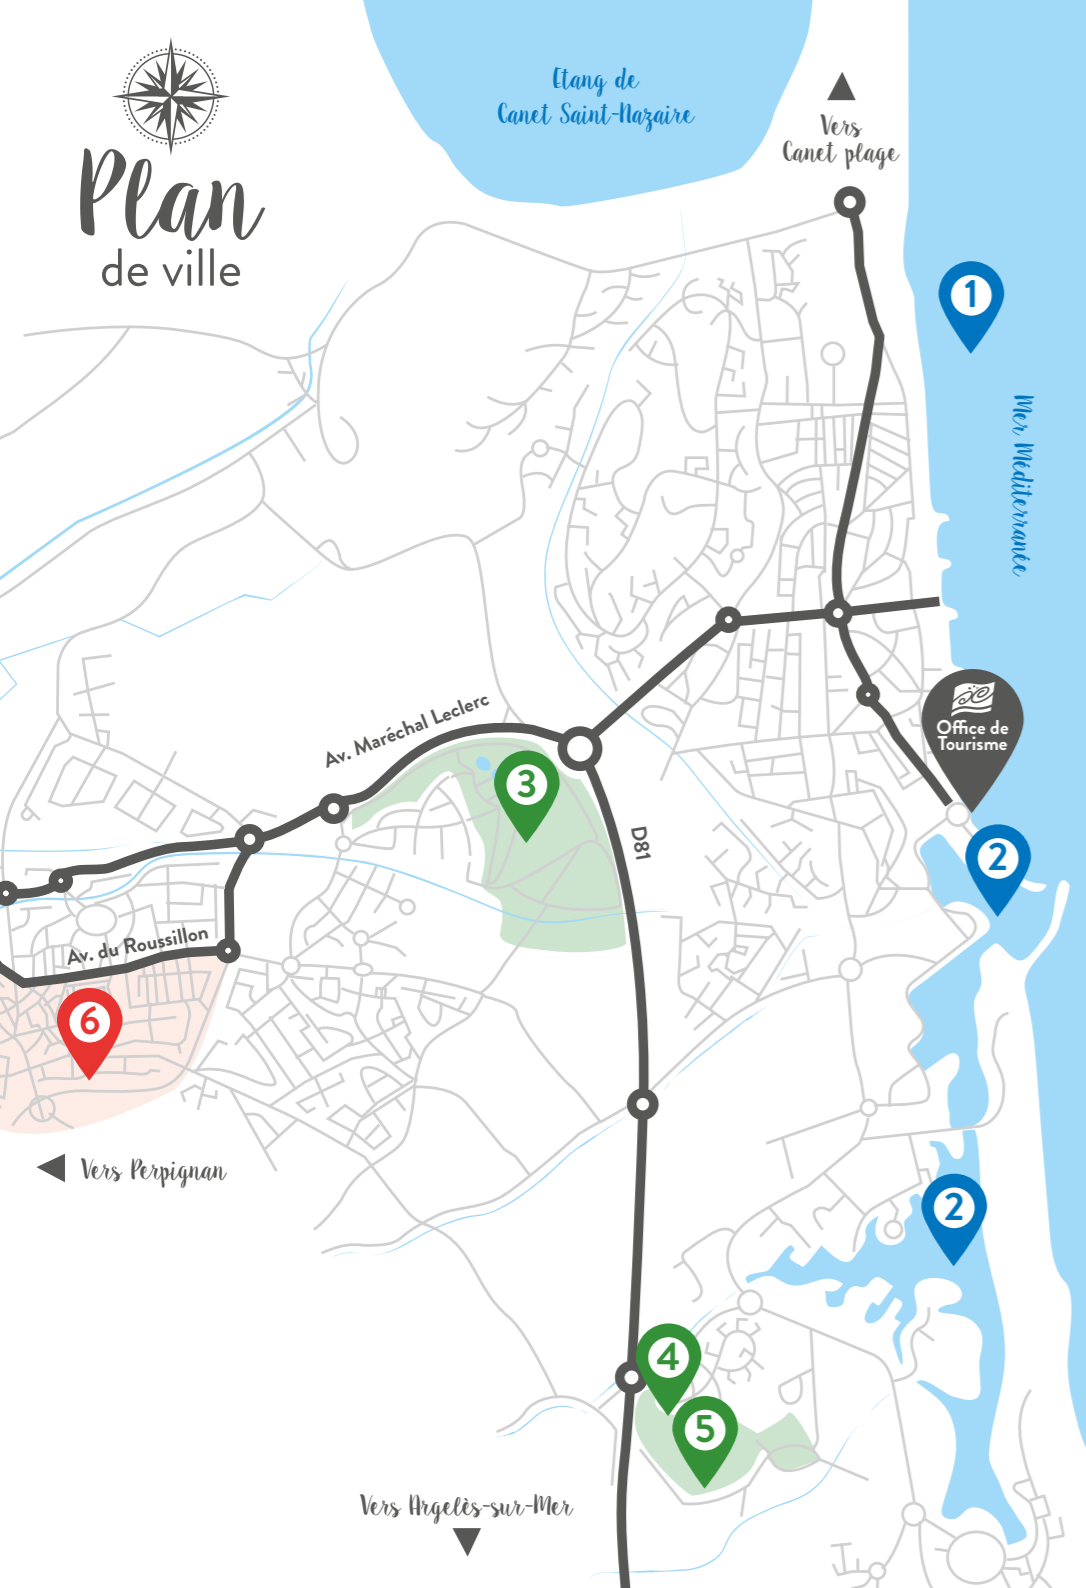 Plan
de ville
Etang de
Canet Saint-Nazaire
Vers
Canet plage
1
Mer Méditerranée
Office de
Tourisme
Av. Maréchal Leclerc
3
D81
2
Av. du Roussillon
6
Vers Perpignan
2
4
5
Vers Argelès-sur-Mer